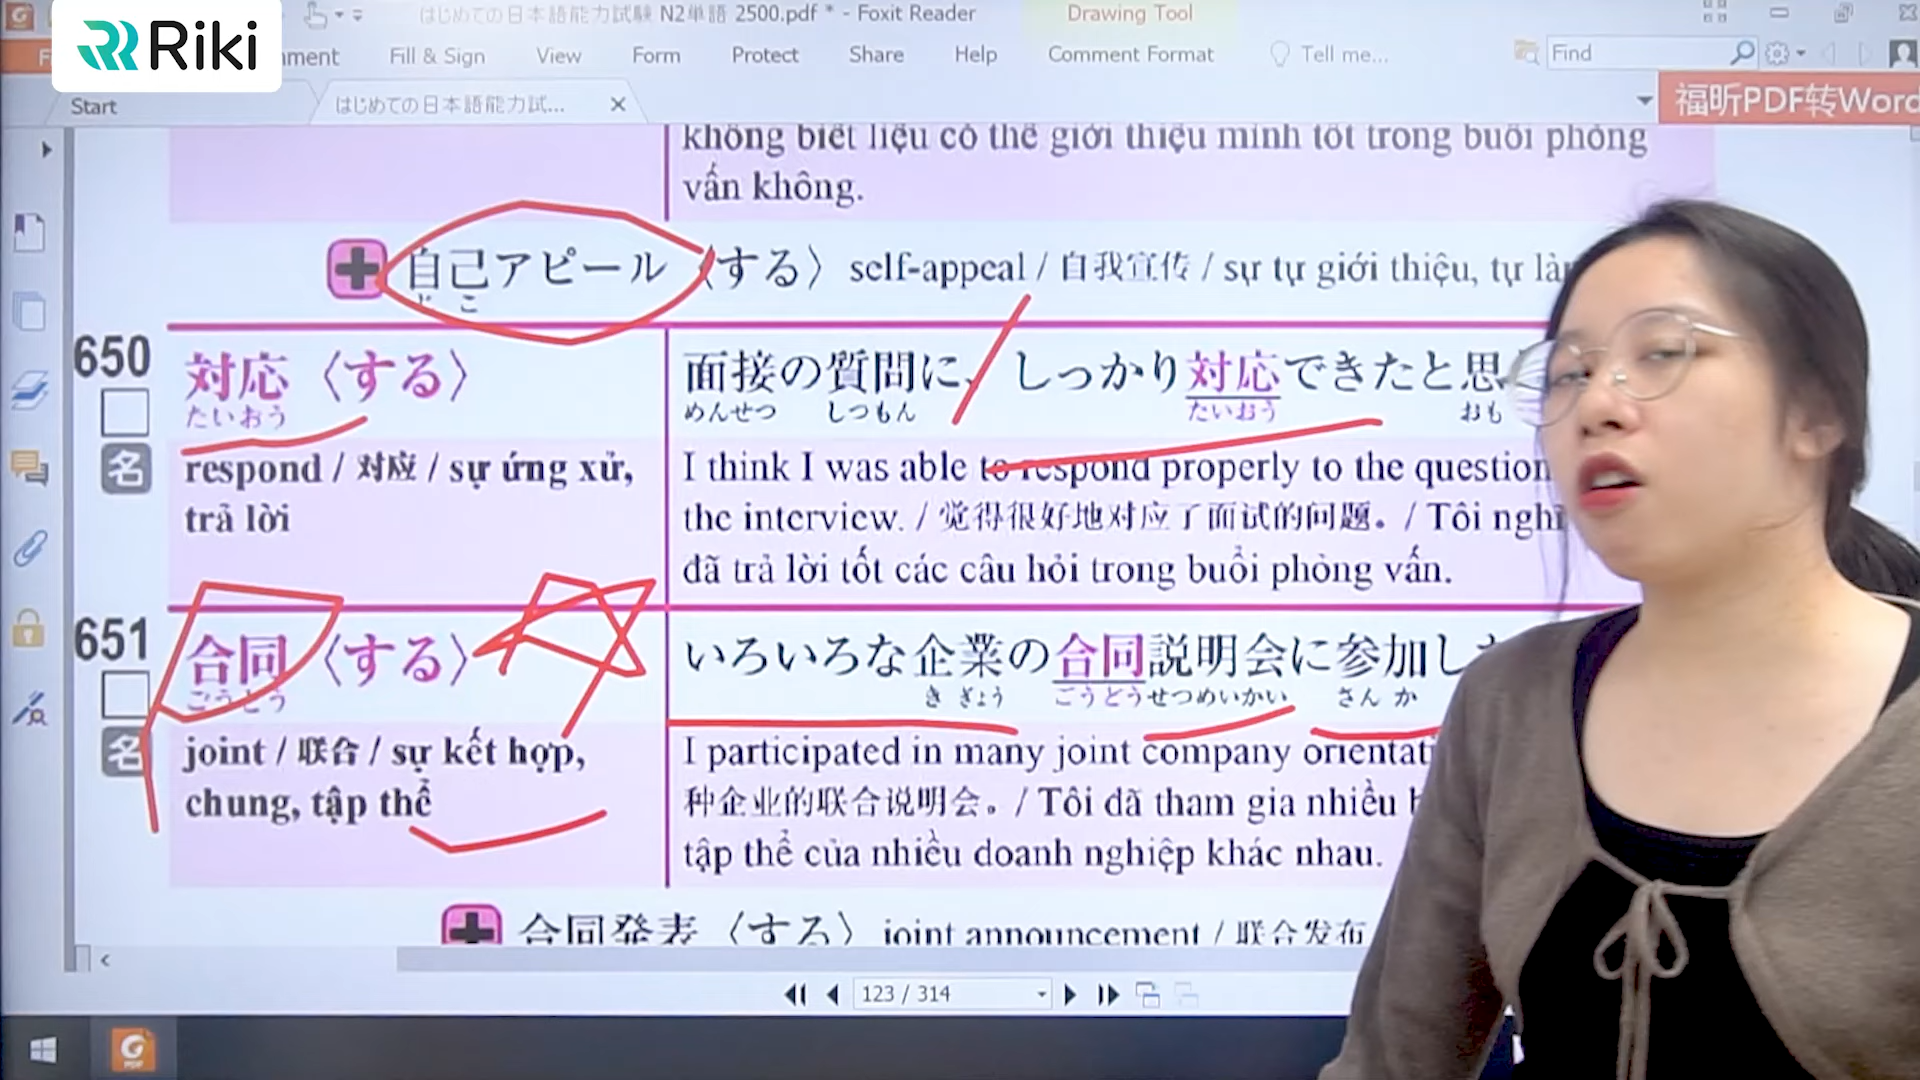 はじめての日本語能力試験 N2単語 2500.pdf * - Foxit Reader
Drawing Tool
Riki
Fill & Sign View Form Protect Share Help Comment Format Tell me... Find
Start
はじめての日本語能力試...
福昕PDF转Word
không biết liệu có thể giới thiệu mình tốt trong buổi phỏng
vấn không.
自己アピール〈する〉 self-appeal / 自我宣传 / sự tự giới thiệu, tự
じこ
650
対応〈する〉
たいおう
名
respond / 对应 / sự ứng xử,
trả lời
面接の質問に、しっかり対応できたと思
めんせつ しつもん たいおう おも
I think I was able to respond properly to the question
the interview. / 觉得很好地对应了面试的问题。/ Tôi
đã trả lời tốt các câu hỏi trong buổi phỏng vấn.
651
合同〈する〉
ごうどう
名
joint / 联合 / sự kết hợp,
chung, tập thể
いろいろな企業の合同説明会に参加し
きぎょう ごうどうせつめいかい さんか
I participated in many joint company
种企业的联合说明会。/ Tôi đã tham gia nhiều
tập thể của nhiều doanh nghiệp khác nhau.
合同発表〈する〉 joint announcement / 联合发布
123 / 314